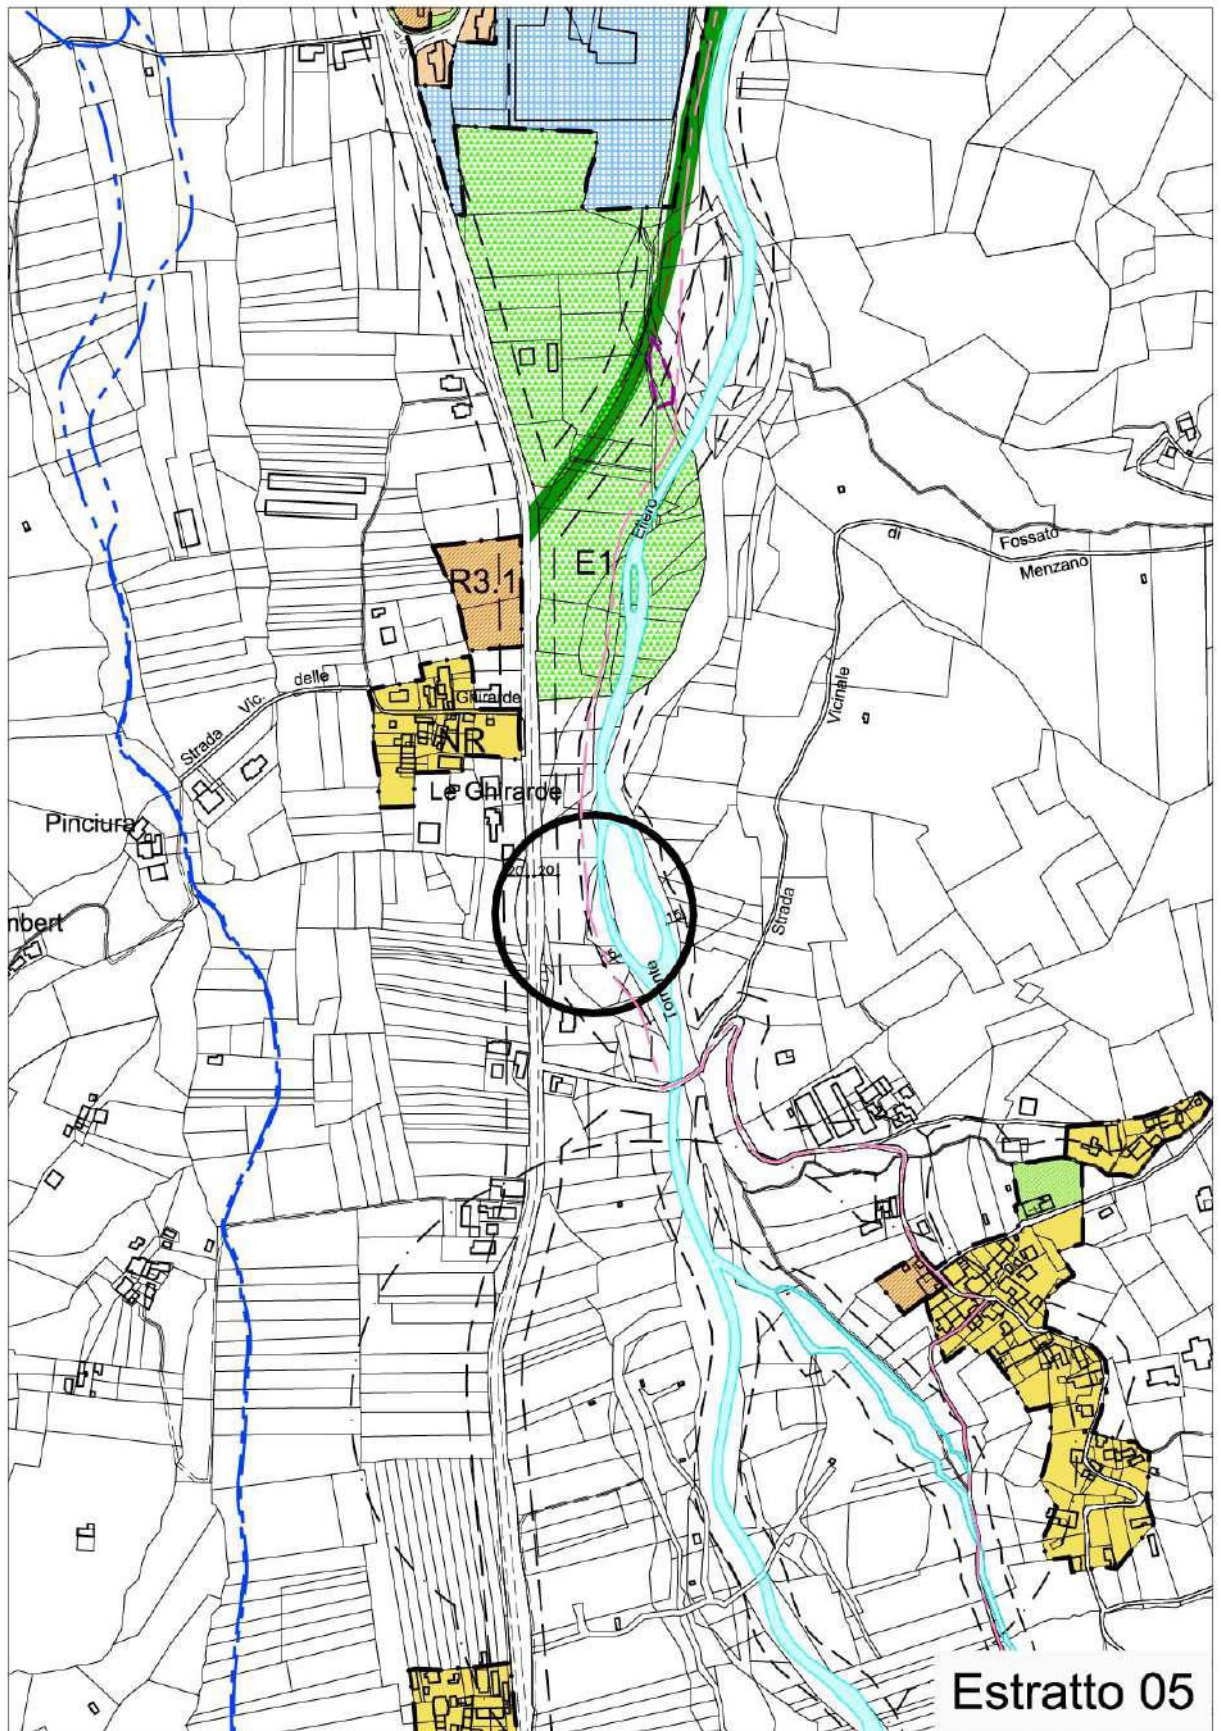 Ellero
E1
di
Fossato
Menzano
R3.1
Strada
Vic.
delle
Ghirarde
NR
Le Ghirarde
Vicinale
Pinciura
20
20
Strada
15
nbert
Torrente
Estratto 05